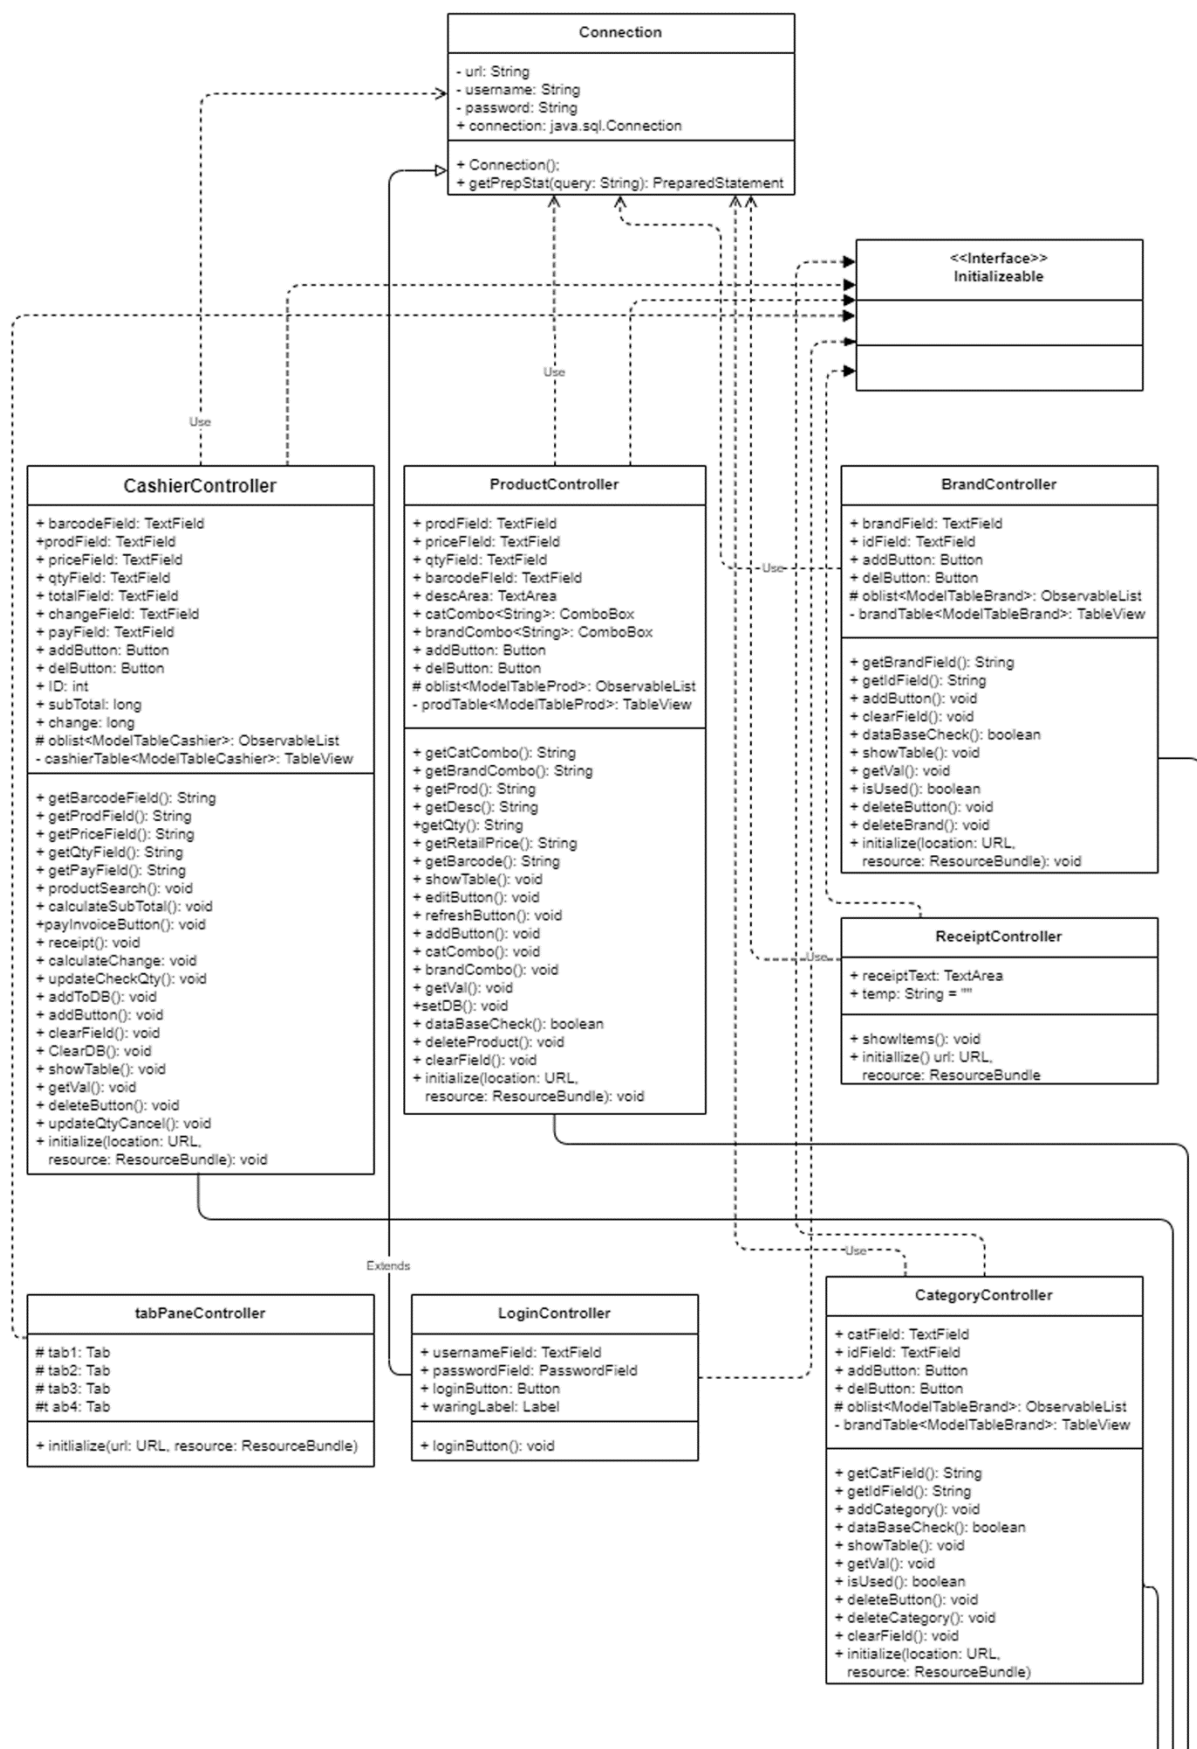 Connection
- url: String
- username: String
- password: String
+ connection: java.sql.Connection
+ Connection();
+ getPrepStat(query: String): PreparedStatement
<<Interface>>
Initializeable
Use
Use
CashierController
+ barcodeField: TextField
+prodField: TextField
+ priceField: TextField
+ qtyField: TextField
+ totalField: TextField
+ changeField: TextField
+ payField: TextField
+ addButton: Button
+ delButton: Button
+ ID: int
+ subTotal: long
+ change: long
# oblist<ModelTableCashier>: ObservableList
- cashierTable<ModelTableCashier>: TableView
+ getBarcodeField(): String
+ getProdField(): String
+ getPriceField(): String
+ getQtyField(): String
+ getPayField(): String
+ productSearch(): void
+ calculateSubTotal(): void
+payInvoiceButton(): void
+ receipt(): void
+ calculateChange: void
+ updateCheckQty(): void
+ addToDB(): void
+ addButton(): void
+ clearField(): void
+ ClearDB(): void
+ showTable(): void
+ getVal(): void
+ deleteButton(): void
+ updateQtyCancel(): void
+ initialize(location: URL,
resource: ResourceBundle): void
ProductController
+ prodField: TextField
+ priceField: TextField
+ qtyField: TextField
+ barcodeField: TextField
+ descArea: TextArea
+ catCombo<String>: ComboBox
+ brandCombo<String>: ComboBox
+ addButton: Button
+ delButton: Button
# oblist<ModelTableProd>: ObservableList
- prodTable<ModelTableProd>: TableView
+ getCatCombo(): String
+ getBrandCombo(): String
+ getProd(): String
+ getDesc(): String
+getQty(): String
+ getRetailPrice(): String
+ getBarcode(): String
+ showTable(): void
+ editButton(): void
+ refreshButton(): void
+ addButton(): void
+ catCombo(): void
+ brandCombo(): void
+ getVal(): void
+setDB(): void
+ dataBaseCheck(): boolean
+ deleteProduct(): void
+ clearField(): void
+ initialize(location: URL,
resource: ResourceBundle): void
Use
BrandController
+ brandField: TextField
+ idField: TextField
+ addButton: Button
+ delButton: Button
# oblist<ModelTableBrand>: ObservableList
- brandTable<ModelTableBrand>: TableView
+ getBrandField(): String
+ getIdField(): String
+ addButton(): void
+ clearField(): void
+ dataBaseCheck(): boolean
+ showTable(): void
+ getVal(): void
+ isUsed(): boolean
+ deleteButton(): void
+ deleteBrand(): void
+ initialize(location: URL,
resource: ResourceBundle): void
Use
ReceiptController
+ receiptText: TextArea
+ temp: String = ""
+ showItems(): void
+ initiallize() url: URL,
recource: ResourceBundle
Extends
Use
tabPaneController
# tab1: Tab
# tab2: Tab
# tab3: Tab
#t ab4: Tab
+ initlialize(url: URL, resource: ResourceBundle)
LoginController
+ usernameField: TextField
+ passwordField: PasswordField
+ loginButton: Button
+ waringLabel: Label
+ loginButton(): void
CategoryController
+ catField: TextField
+ idField: TextField
+ addButton: Button
+ delButton: Button
# oblist<ModelTableBrand>: ObservableList
- brandTable<ModelTableBrand>: TableView
+ getCatField(): String
+ getIdField(): String
+ addCategory(): void
+ dataBaseCheck(): boolean
+ showTable(): void
+ getVal(): void
+ isUsed(): boolean
+ deleteButton(): void
+ deleteCategory(): void
+ clearField(): void
+ initialize(location: URL,
resource: ResourceBundle)